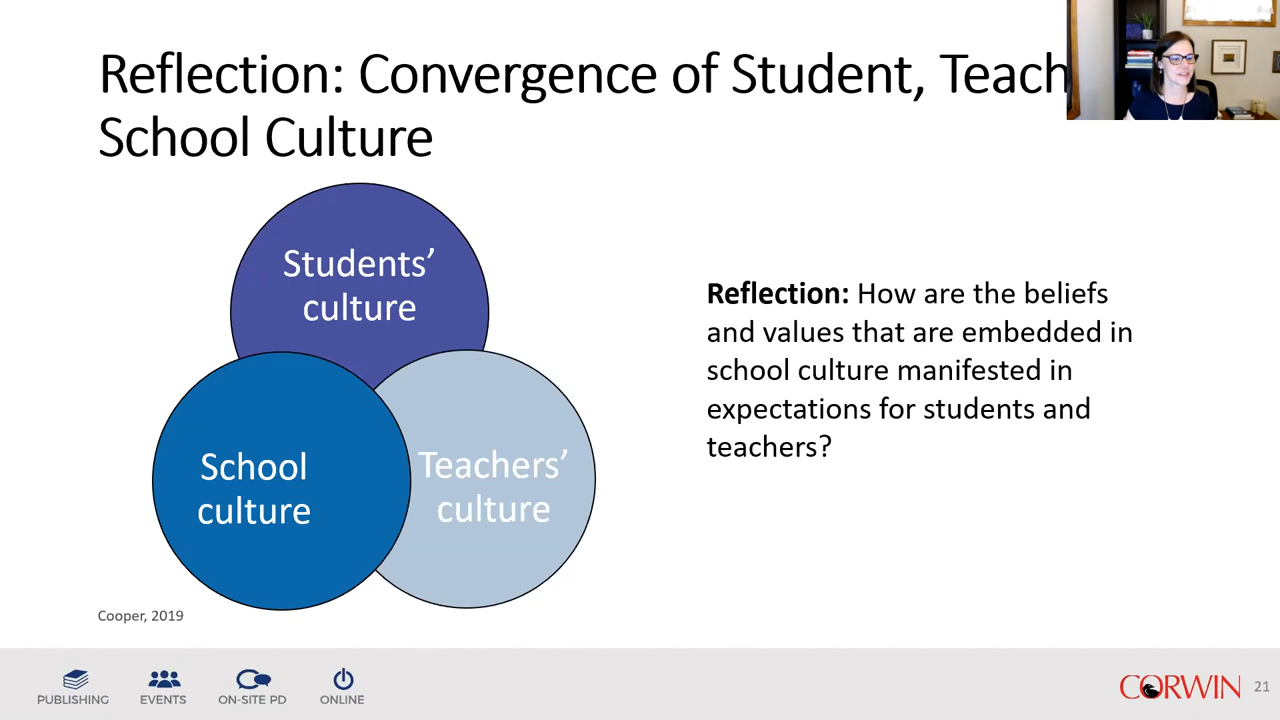 Reflection: Convergence of Student, Teach
School Culture
Students’
culture
School
culture
Teachers’
culture
Reflection: How are the beliefs
and values that are embedded in
school culture manifested in
expectations for students and
teachers?
Cooper, 2019
PUBLISHING
EVENTS
ON-SITE PD
ONLINE
CORWIN
21